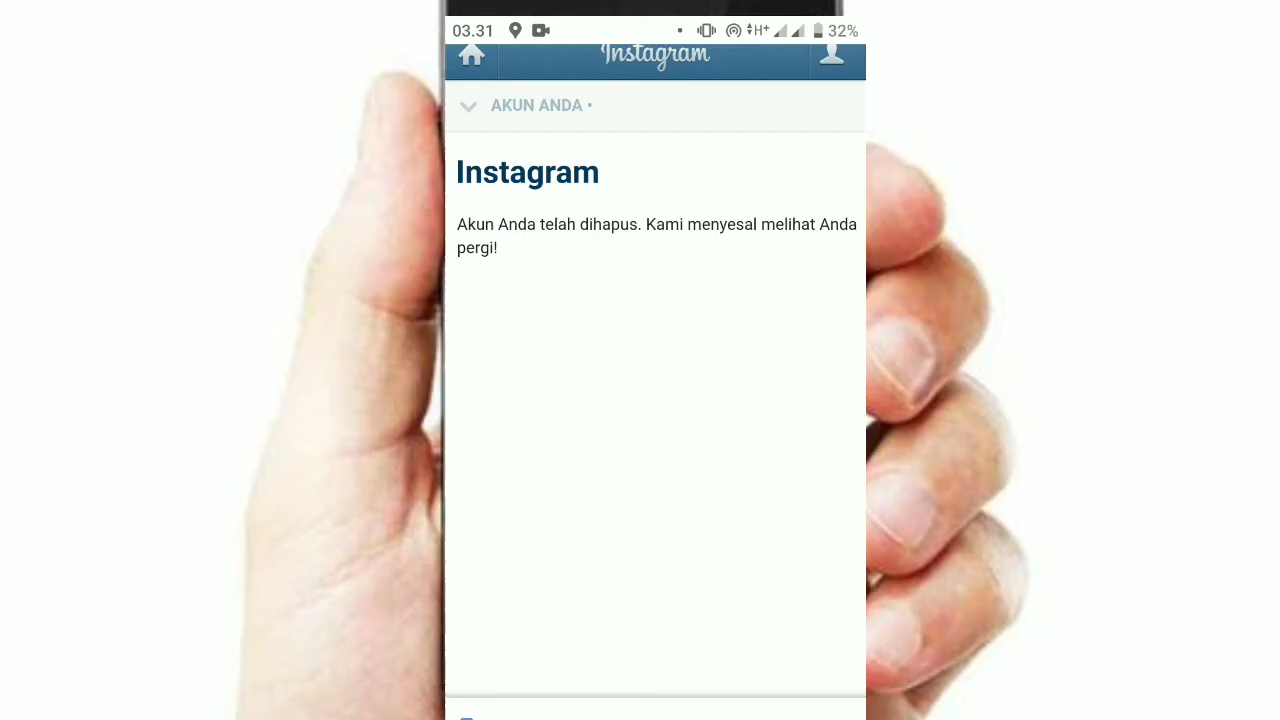 03.31 H+ 32%
Instagram
AKUN ANDA •
Instagram
Akun Anda telah dihapus. Kami menyesal melihat Anda
pergi!